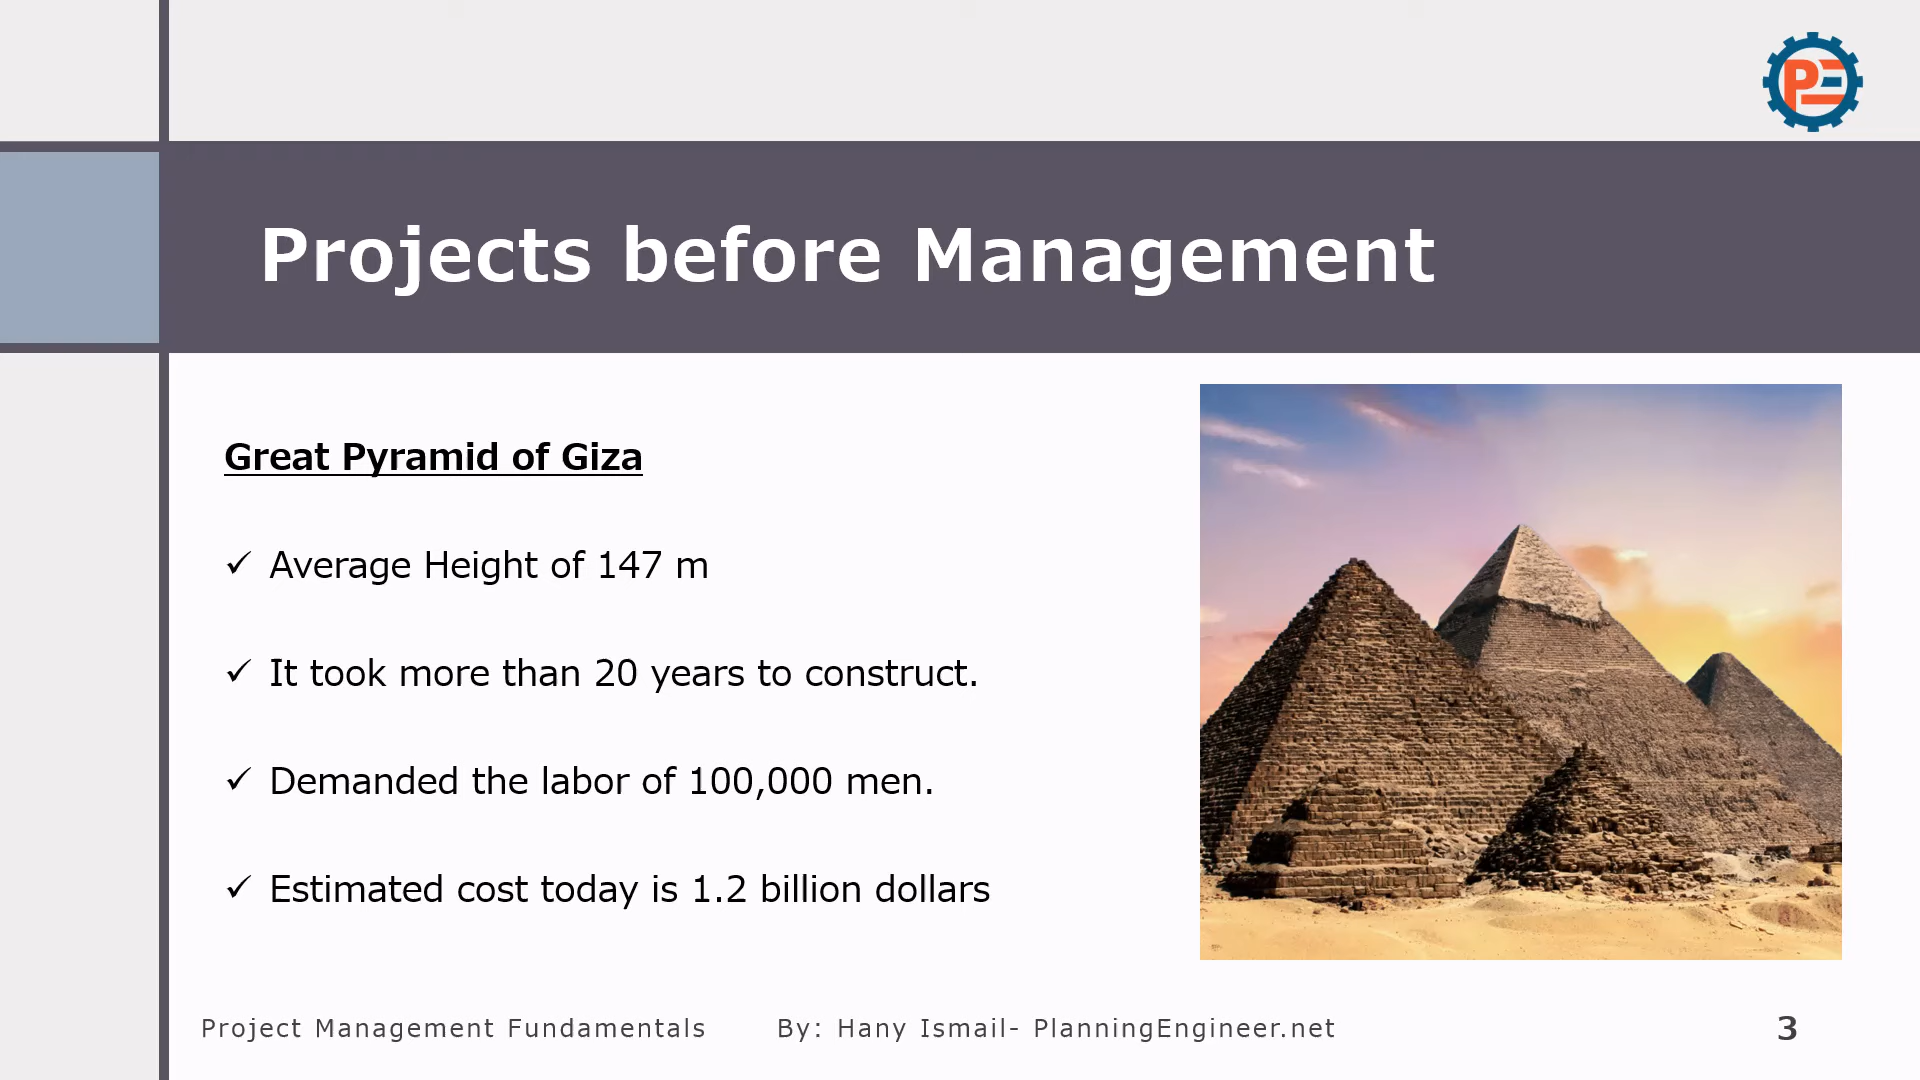 PE
Projects before Management
Great Pyramid of Giza
✓ Average Height of 147 m
✓ It took more than 20 years to construct.
✓ Demanded the labor of 100,000 men.
✓ Estimated cost today is 1.2 billion dollars
Project Management Fundamentals By: Hany Ismail- PlanningEngineer.net 3